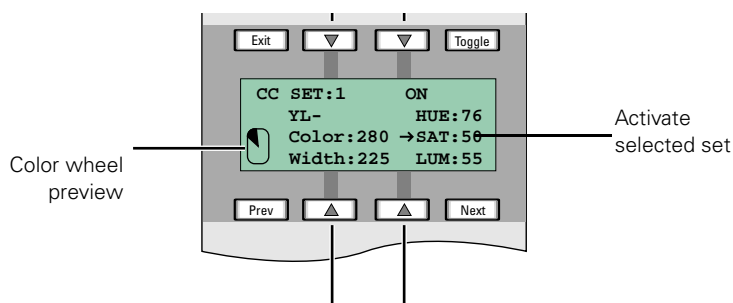 Exit
Toggle
CC SET:1 ON
YL- HUE:76
Color:280 →SAT:50
Width:225 LUM:55
Activate
selected set
Color wheel
preview
Prev
Next